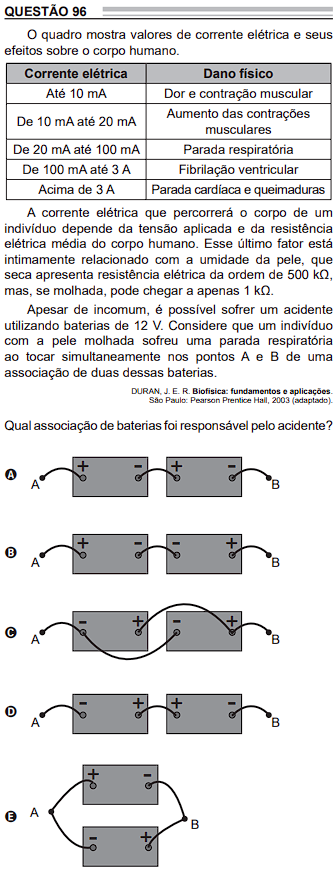 QUESTÃO 96
O quadro mostra valores de corrente elétrica e seus
efeitos sobre o corpo humano.
Corrente elétrica Dano físico
Até 10 mA Dor e contração muscular
De 10 mA até 20 mA Aumento das contrações
musculares
De 20 mA até 100 mA Parada respiratória
De 100 mA até 3 A Fibrilação ventricular
Acima de 3 A Parada cardíaca e queimaduras
A corrente elétrica que percorrerá o corpo de um
indivíduo depende da tensão aplicada e da resistência
elétrica média do corpo humano. Esse último fator está
intimamente relacionado com a umidade da pele, que
seca apresenta resistência elétrica da ordem de 500 kΩ,
mas, se molhada, pode chegar a apenas 1 kΩ.
Apesar de incomum, é possível sofrer um acidente
utilizando baterias de 12 V. Considere que um indivíduo
com a pele molhada sofreu uma parada respiratória
ao tocar simultaneamente nos pontos A e B de uma
associação de duas dessas baterias.
DURAN, J. E. R. Biofísica: fundamentos e aplicações.
São Paulo: Pearson Prentice Hall, 2003 (adaptado).
Qual associação de baterias foi responsável pelo acidente?
A A + - + - B
B A + - - + B
C A - + - + B
D A - + + - B
E A + - - + B